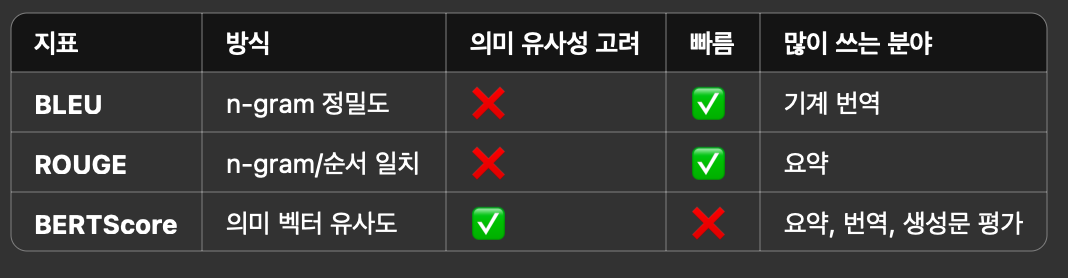 지표 방식 의미 유사성 고려 빠름 많이 쓰는 분야
BLEU n-gram 정밀도 ❌ ✅ 기계 번역
ROUGE n-gram/순서 일치 ❌ ✅ 요약
BERTScore 의미 벡터 유사도 ✅ ❌ 요약, 번역, 생성문 평가